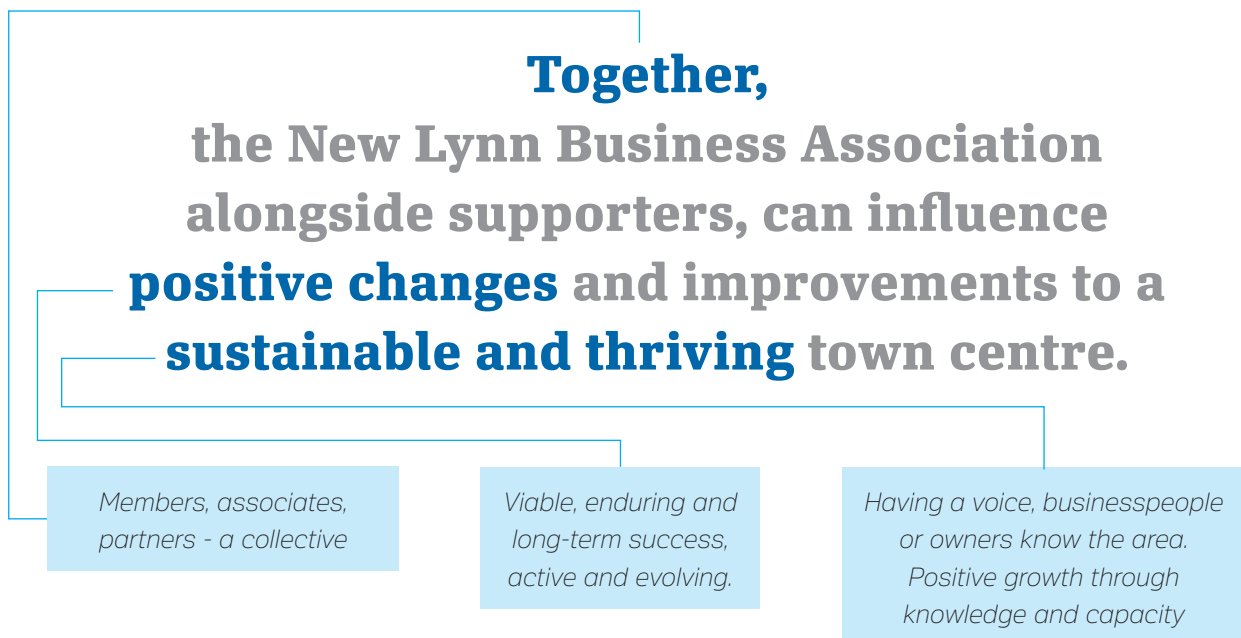 Together,
the New Lynn Business Association
alongside supporters, can influence
positive changes and improvements to a
sustainable and thriving town centre.
Members, associates,
partners - a collective
Viable, enduring and
long-term success,
active and evolving.
Having a voice, businesspeople
or owners know the area.
Positive growth through
knowledge and capacity